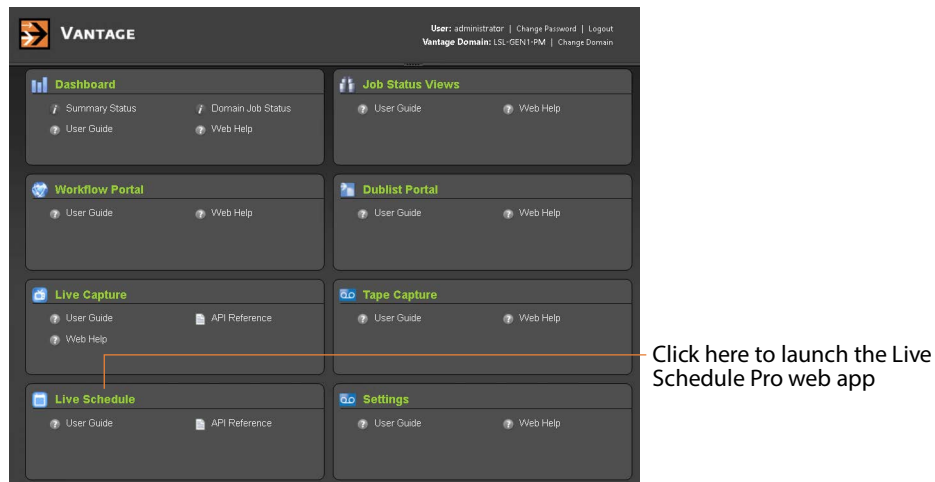 VANTAGE
User: administrator | Change Password | Logout
Vantage Domain: LSL-GEN1-PM | Change Domain
Dashboard
Summary Status
Domain Job Status
User Guide
Web Help
Job Status Views
User Guide
Web Help
Workflow Portal
User Guide
Web Help
Dublist Portal
User Guide
Web Help
Live Capture
User Guide
API Reference
Web Help
Tape Capture
User Guide
Web Help
Click here to launch the Live
Schedule Pro web app
Live Schedule
User Guide
API Reference
Settings
User Guide
Web Help